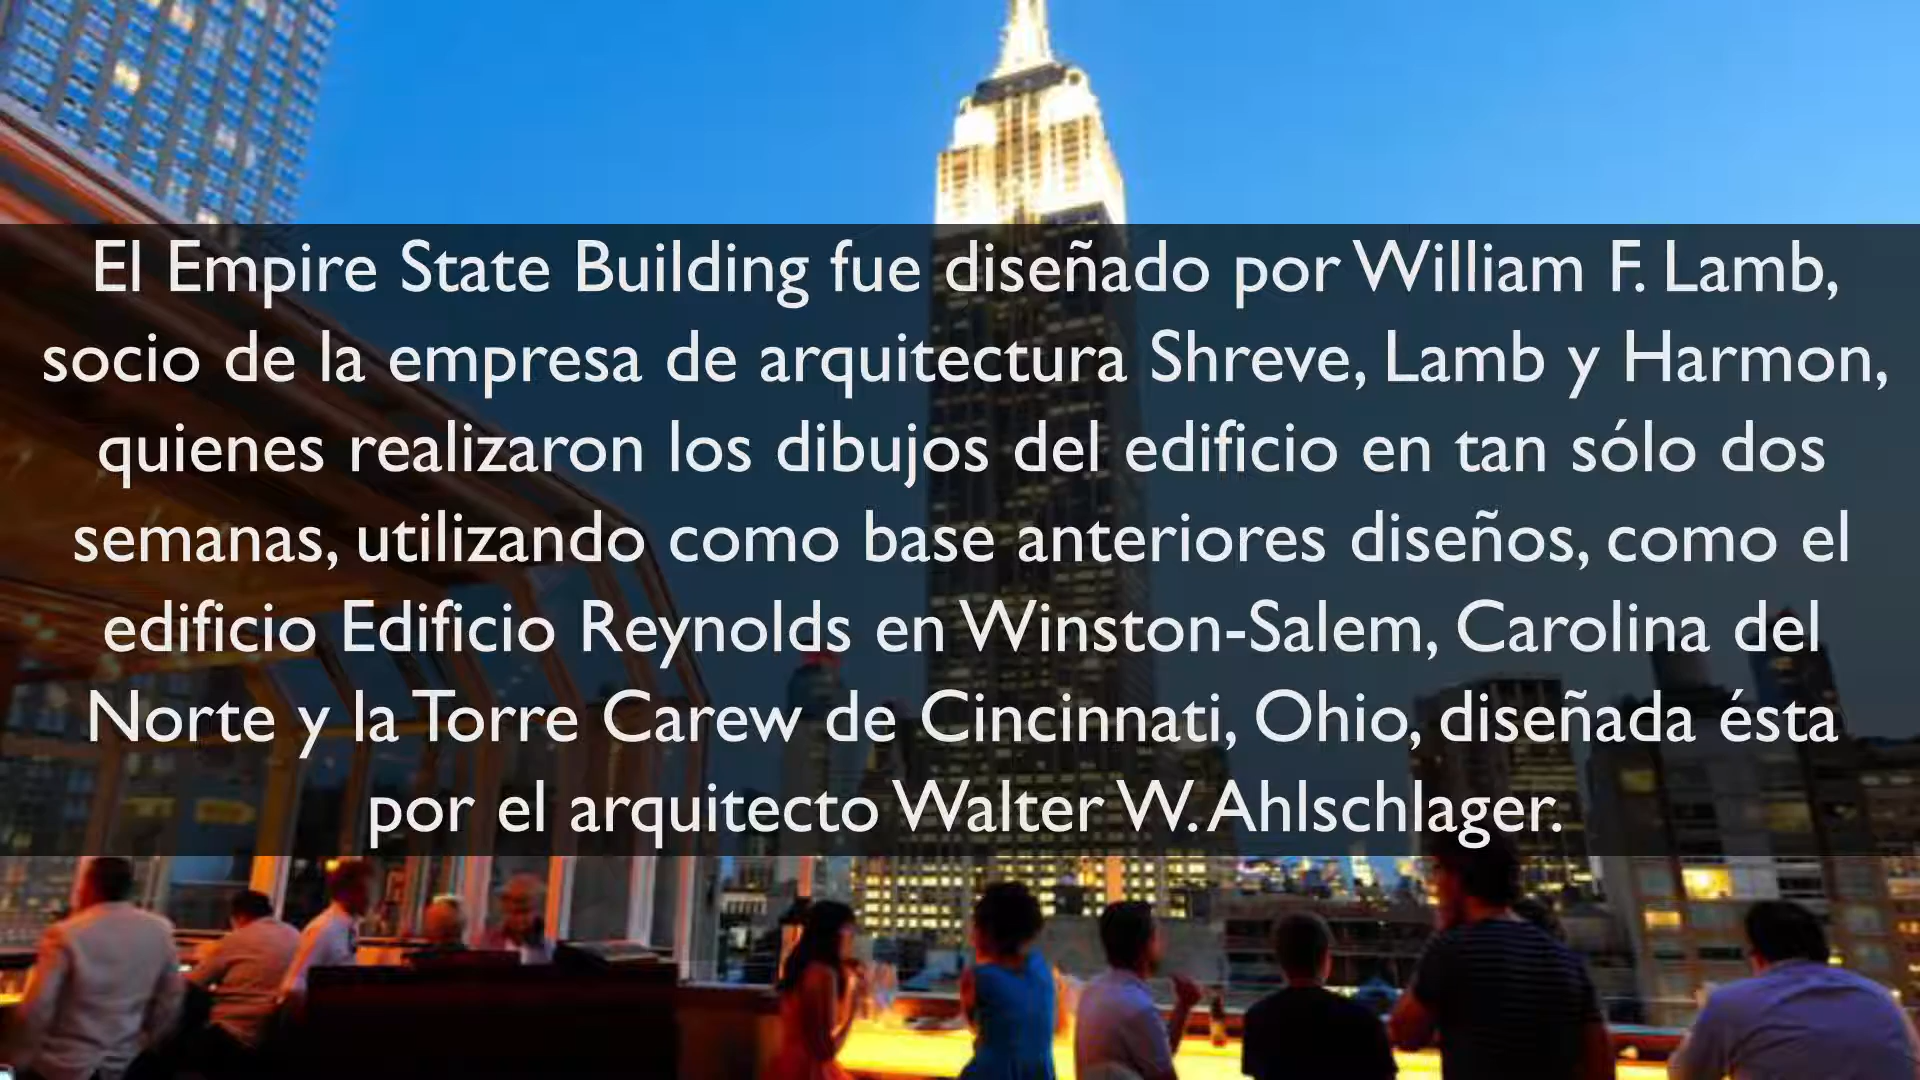 El Empire State Building fue diseñado por William F. Lamb,
socio de la empresa de arquitectura Shreve, Lamb y Harmon,
quienes realizaron los dibujos del edificio en tan sólo dos
semanas, utilizando como base anteriores diseños, como el
edificio Edificio Reynolds en Winston-Salem, Carolina del
Norte y la Torre Carew de Cincinnati, Ohio, diseñada ésta
por el arquitecto Walter W. Ahlschlager.